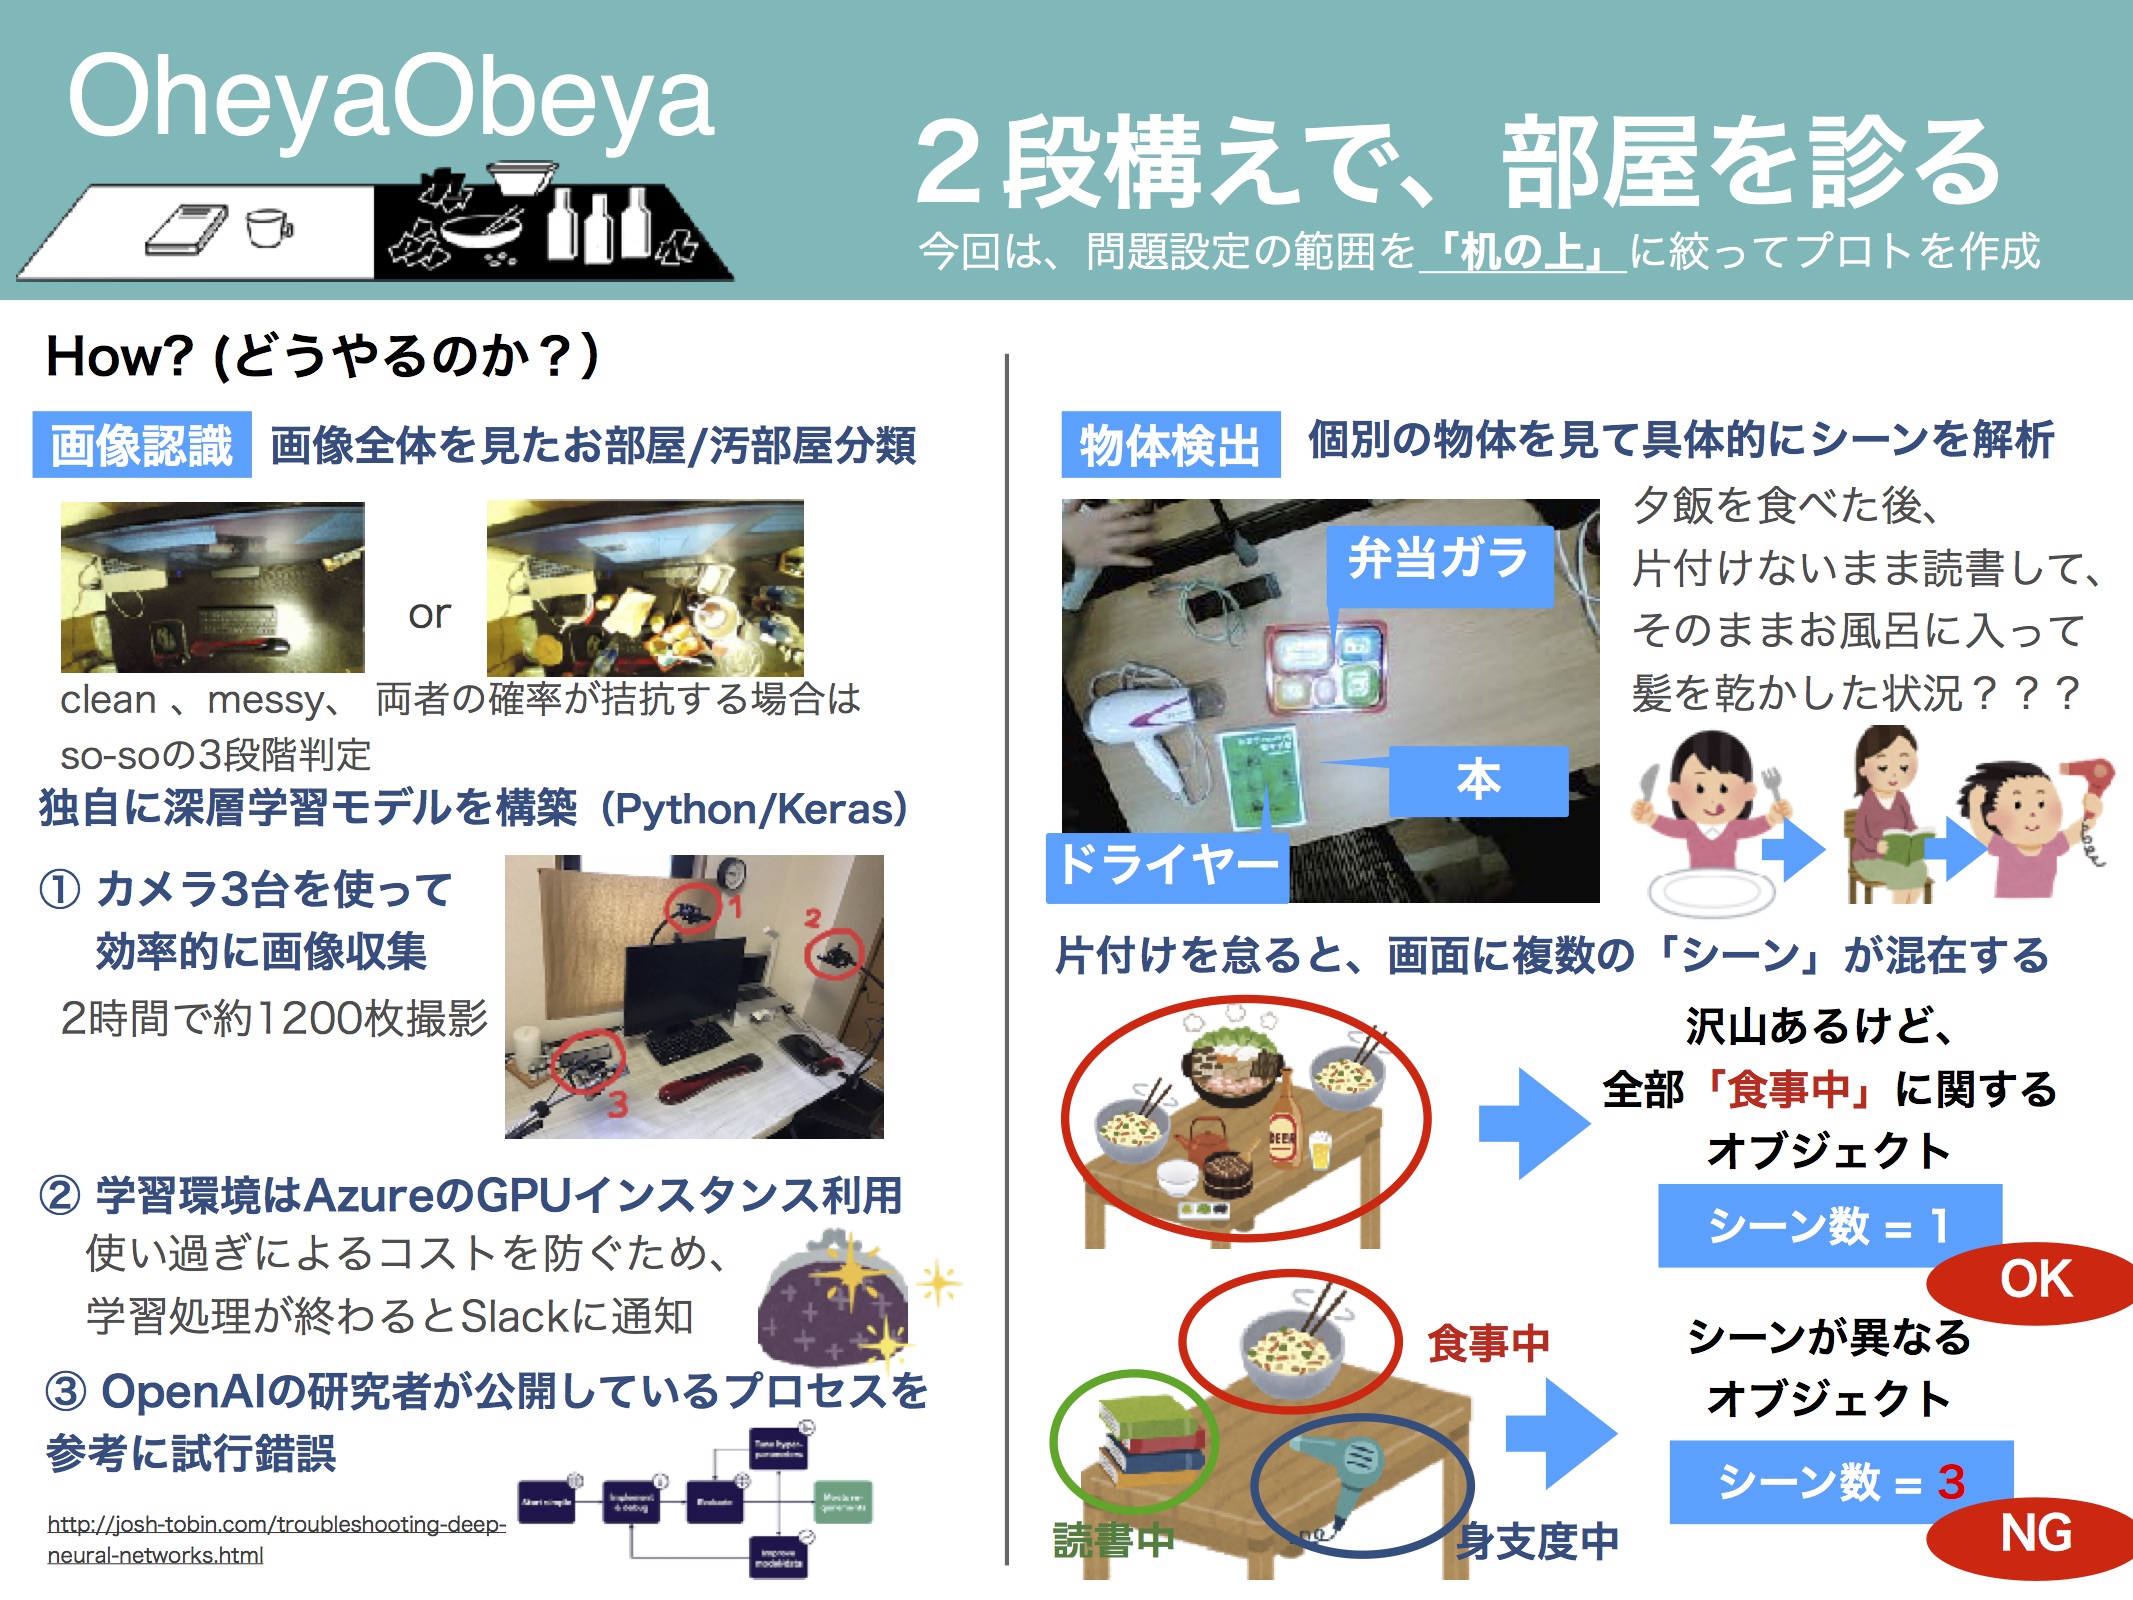 OheyaObeya
２段構えで、部屋を診る
今回は、問題設定の範囲を「机の上」に絞ってプロトを作成
How? (どうやるのか？)
画像認識
画像全体を見たお部屋/汚部屋分類
or
clean 、messy、 両者の確率が拮抗する場合は
so-soの3段階判定
独自に深層学習モデルを構築（Python/Keras）
① カメラ3台を使って
効率的に画像収集
2時間で約1200枚撮影
1
2
3
② 学習環境はAzureのGPUインスタンス利用
使い過ぎによるコストを防ぐため、
学習処理が終わるとSlackに通知
③ OpenAIの研究者が公開しているプロセスを
参考に試行錯誤
http://josh-tobin.com/troubleshooting-deep-
neural-networks.html
Start simple
Implement
& debug
Evaluate
Tune hyper-
parameters
Meets re-
quirements
Improve
model/data
物体検出
個別の物体を見て具体的にシーンを解析
弁当ガラ
本
ドライヤー
夕飯を食べた後、
片付けないまま読書して、
そのままお風呂に入って
髪を乾かした状況？？？
片付けを怠ると、画面に複数の「シーン」が混在する
BEER
沢山あるけど、
全部「食事中」に関する
オブジェクト
シーン数 = 1
OK
食事中
読書中
身支度中
シーンが異なる
オブジェクト
シーン数 = 3
NG